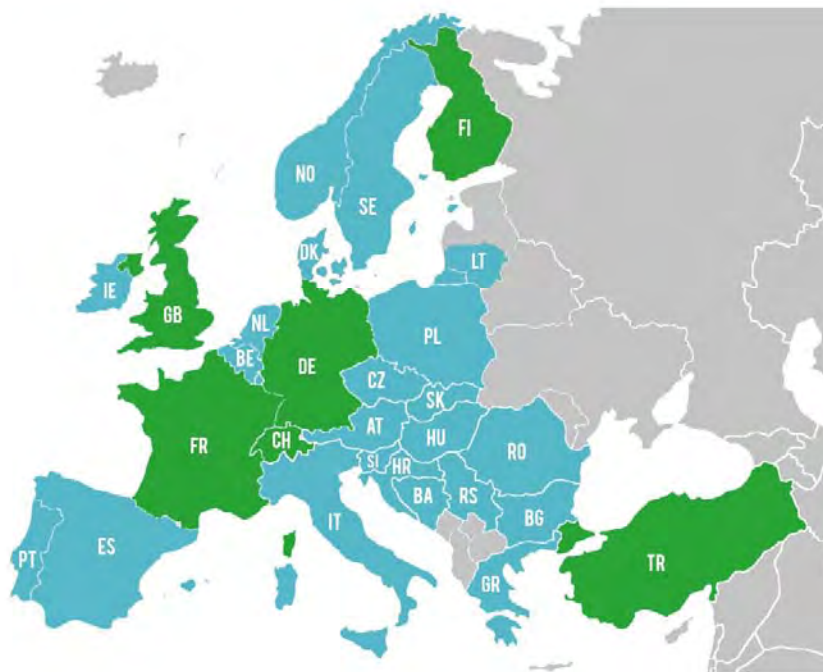 FI
NO
SE
DK
LT
IE
GB
NL
PL
BE
DE
CZ
SK
AT
HU
CH
FR
RO
SI
HR
BA
RS
BG
IT
PT
ES
TR
GR